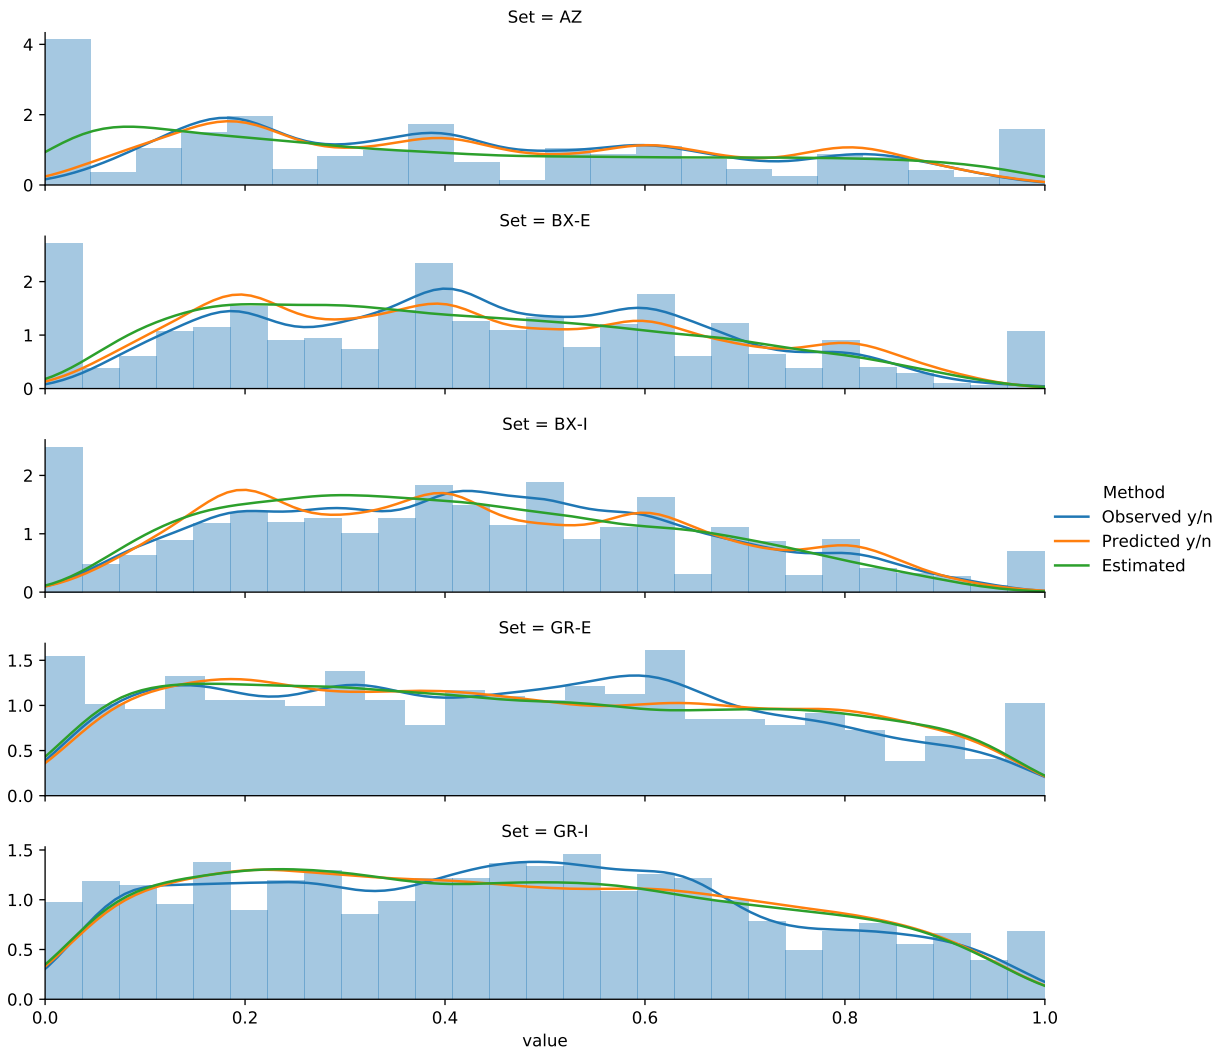 Set = AZ
4
2
0
Set = BX-E
2
1
0
Set = BX-I
2
1
0
Method
Observed y/n
Predicted y/n
Estimated
Set = GR-E
1.5
1.0
0.5
0.0
Set = GR-I
1.5
1.0
0.5
0.0
0.0 0.2 0.4 0.6 0.8 1.0
value